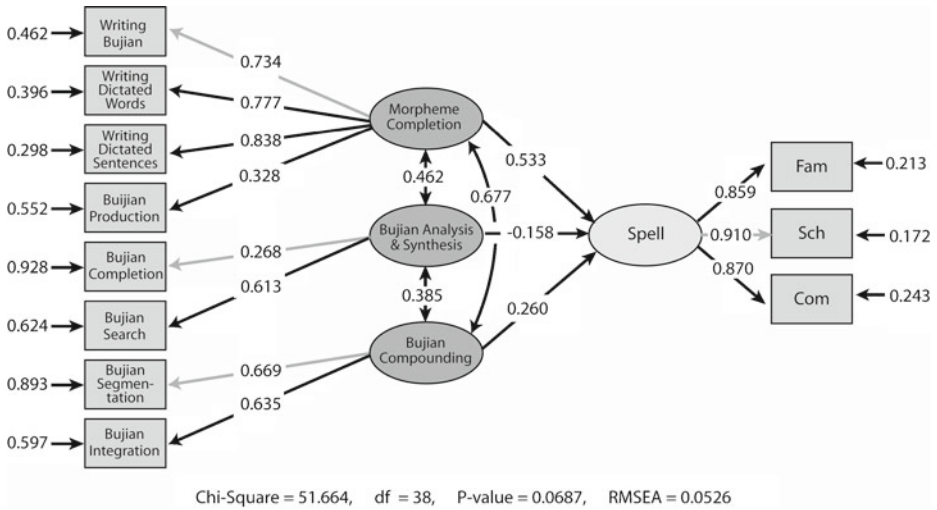 Writing
Bujian
0.462
0.734
Writing
Dictated
Words
0.396
0.777
Writing
Dictated
Sentences
0.298
0.838
Buijian
Production
0.552
0.328
Bujian
Completion
0.928
0.268
Bujian
Search
0.624
0.613
Bujian
Segmen-
tation
0.893
0.669
Bujian
Integration
0.597
0.635
Morpheme
Completion
0.462
0.677
Bujian Analysis
& Synthesis
0.385
Bujian
Compounding
0.533
-0.158
0.260
Spell
0.859
0.910
0.870
Fam
0.213
Sch
0.172
Com
0.243
Chi-Square = 51.664, df = 38, P-value = 0.0687, RMSEA = 0.0526